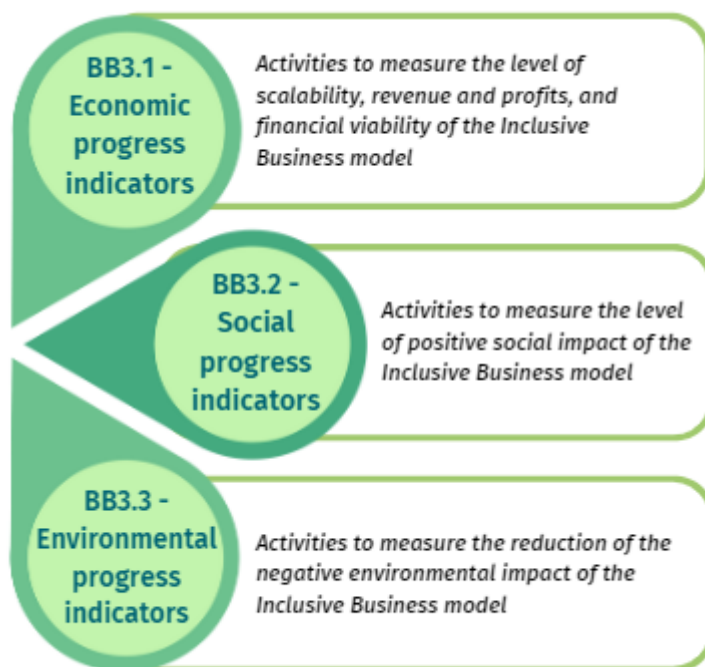 BB3.1 -
Economic
progress
indicators
Activities to measure the level of
scalability, revenue and profits, and
financial viability of the Inclusive
Business model
BB3.2 -
Social
progress
indicators
Activities to measure the level
of positive social impact of the
Inclusive Business model
BB3.3 -
Environmental
progress
indicators
Activities to measure the reduction of the
negative environmental impact of the
Inclusive Business model